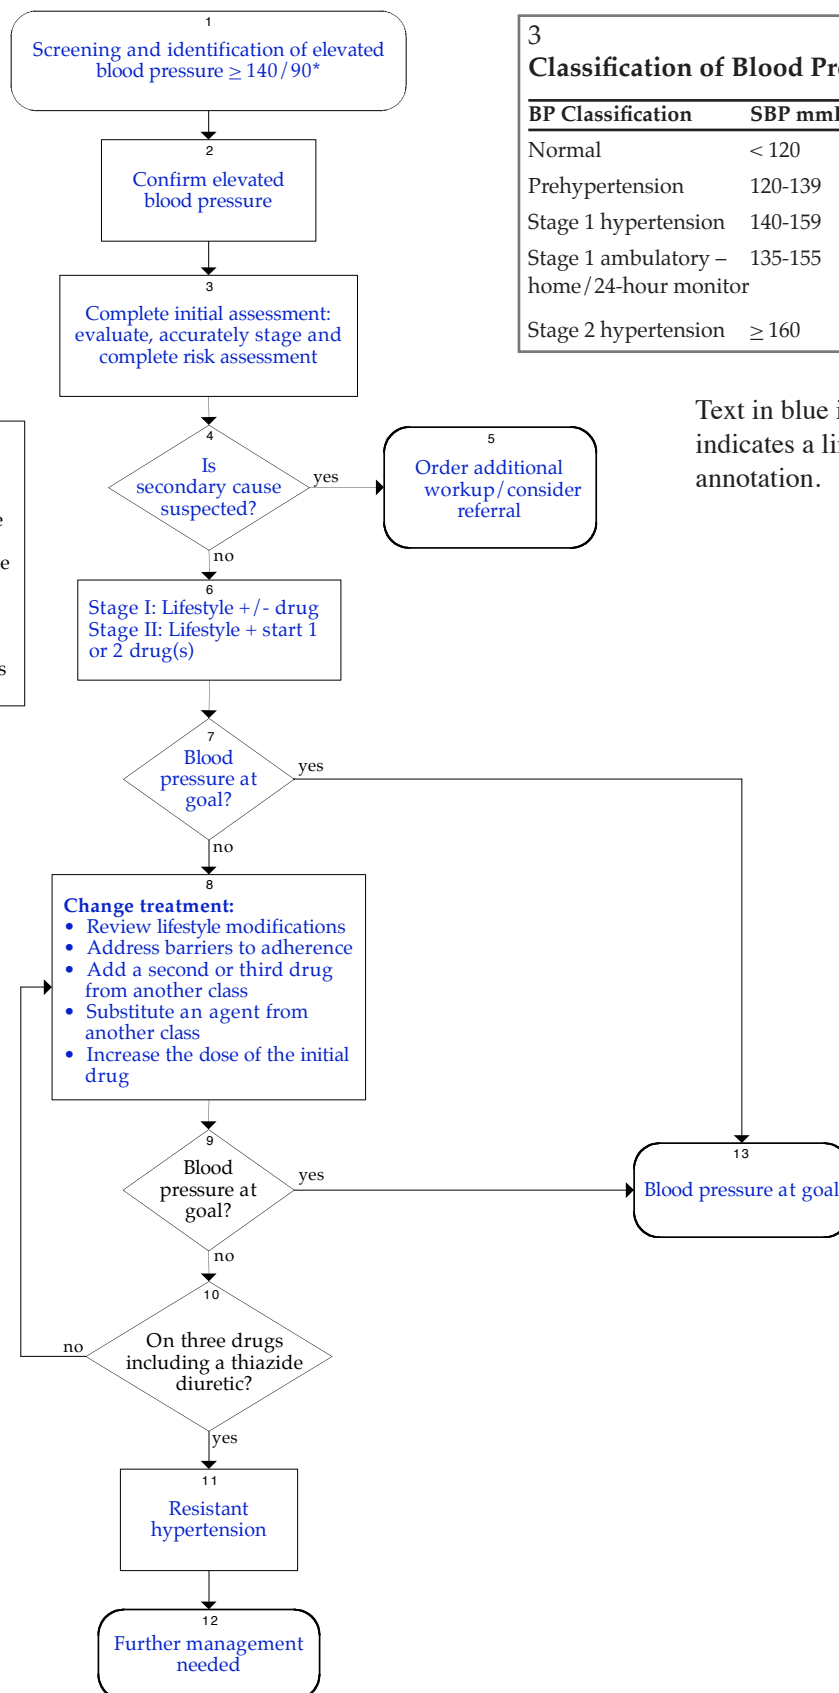 1
Screening and identification of elevated
blood pressure ≥ 140/90*
2
Confirm elevated
blood pressure
3
Complete initial assessment:
evaluate, accurately stage and
complete risk assessment
4
Is
secondary cause
suspected?
yes
no
5
Order additional
workup/consider
referral
6
Stage I: Lifestyle +/- drug
Stage II: Lifestyle + start 1
or 2 drug(s)
7
Blood
pressure at
goal?
yes
no
8
Change treatment:
• Review lifestyle modifications
• Address barriers to adherence
• Add a second or third drug
from another class
• Substitute an agent from
another class
• Increase the dose of the initial
drug
9
Blood
pressure at
goal?
yes
no
10
On three drugs
including a thiazide
diuretic?
no
yes
11
Resistant
hypertension
12
Further management
needed
13
Blood pressure at goal
3
Classification of Blood
BP Classification SBP
Normal < 120
Prehypertension 120-139
Stage 1 hypertension 140-159
Stage 1 ambulatory – 135-155
home/24-hour monitor
Stage 2 hypertension ≥ 160
Text in blue
indicates a
annotation.